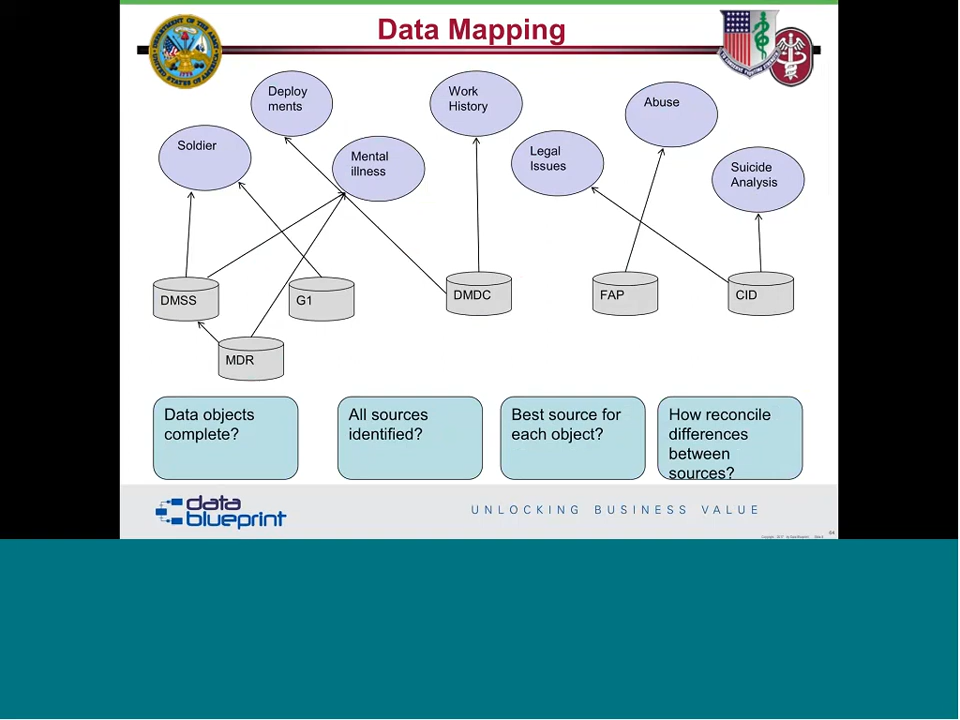 Data Mapping
Deploy
ments
Work
History
Abuse
Soldier
Mental
illness
Legal
Issues
Suicide
Analysis
DMSS
G1
DMDC
FAP
CID
MDR
Data objects
complete?
All sources
identified?
Best source for
each object?
How reconcile
differences
between
sources?
data
blueprint
UNLOCKING BUSINESS VALUE